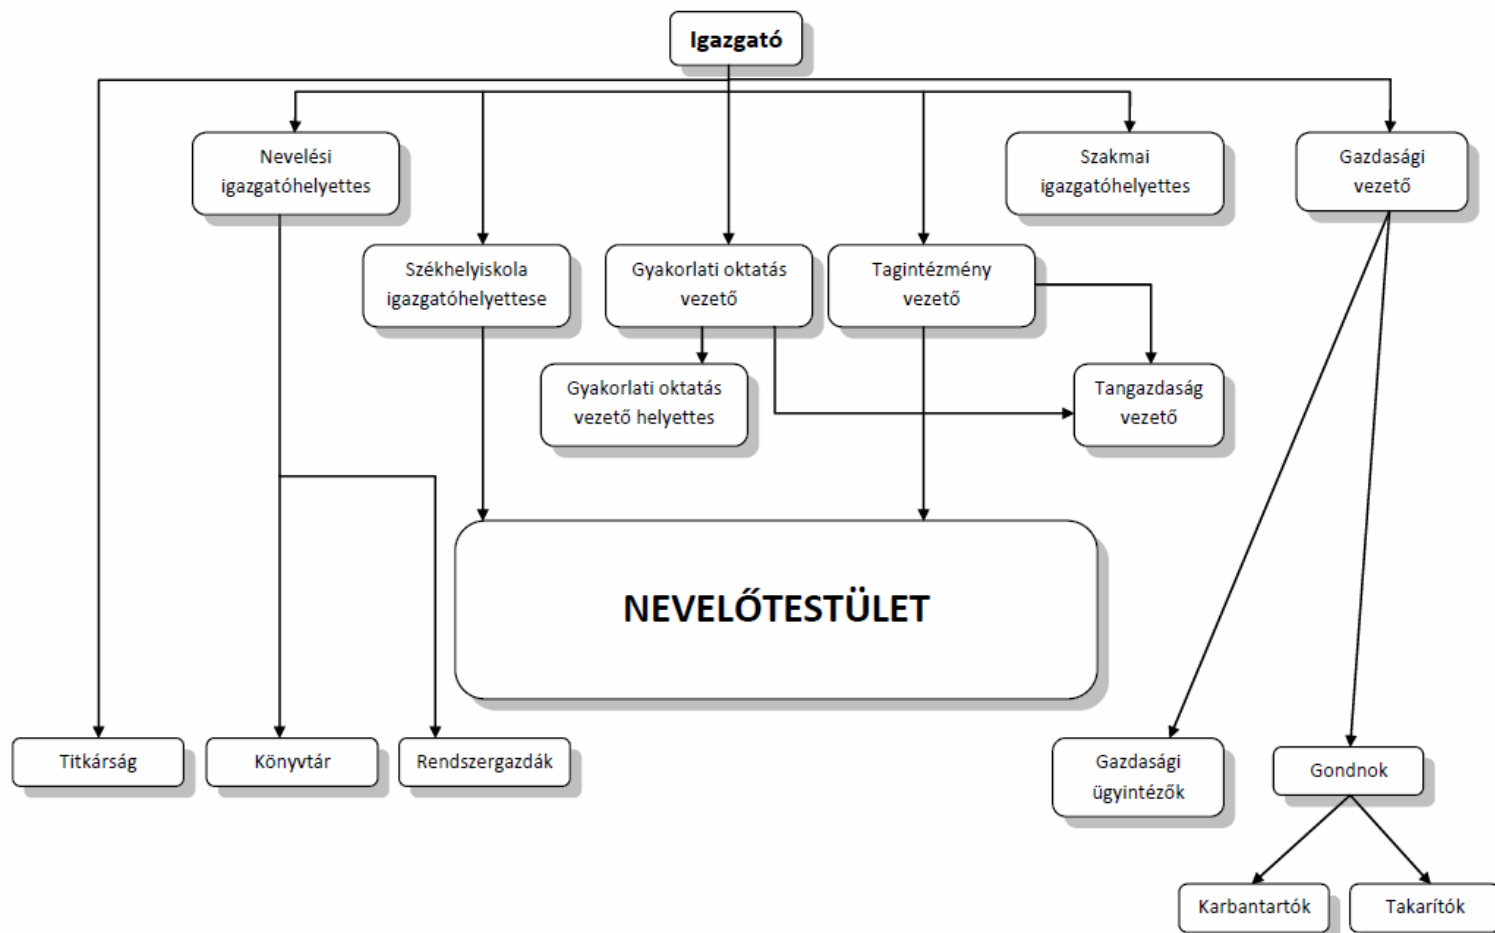 Igazgató
Nevelési
igazgatóhelyettes
Szakmai
igazgatóhelyettes
Gazdasági
vezető
Székhelyiskola
igazgatóhelyettese
Gyakorlati oktatás
vezető
Tagintézmény
vezető
Gyakorlati oktatás
vezető helyettes
Tangazdaság
vezető
NEVELŐTESTÜLET
Titkárság
Könyvtár
Rendszergazdák
Gazdasági
ügyintézők
Gondnok
Karbantartók
Takarítók